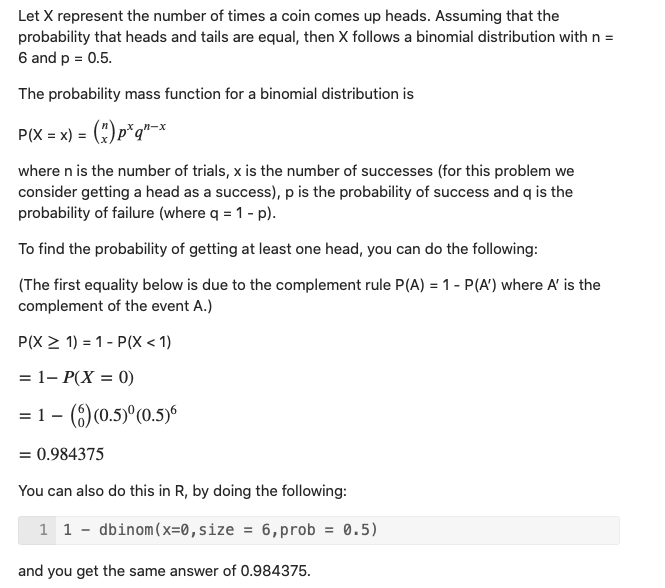 Let X represent the number of times a coin comes up heads. Assuming that the
probability that heads and tails are equal, then X follows a binomial distribution with n =
6 and p = 0.5.
The probability mass function for a binomial distribution is
P(X = x) = (n x) pˣqⁿ⁻ˣ
where n is the number of trials, x is the number of successes (for this problem we
consider getting a head as a success), p is the probability of success and q is the
probability of failure (where q = 1 - p).
To find the probability of getting at least one head, you can do the following:
(The first equality below is due to the complement rule P(A) = 1 - P(A′) where A′ is the
complement of the event A.)
P(X ≥ 1) = 1 - P(X < 1)
= 1− P(X = 0)
= 1 − (6 0)(0.5)⁰(0.5)⁶
= 0.984375
You can also do this in R, by doing the following:
1 1 - dbinom(x=0,size = 6,prob = 0.5)
and you get the same answer of 0.984375.